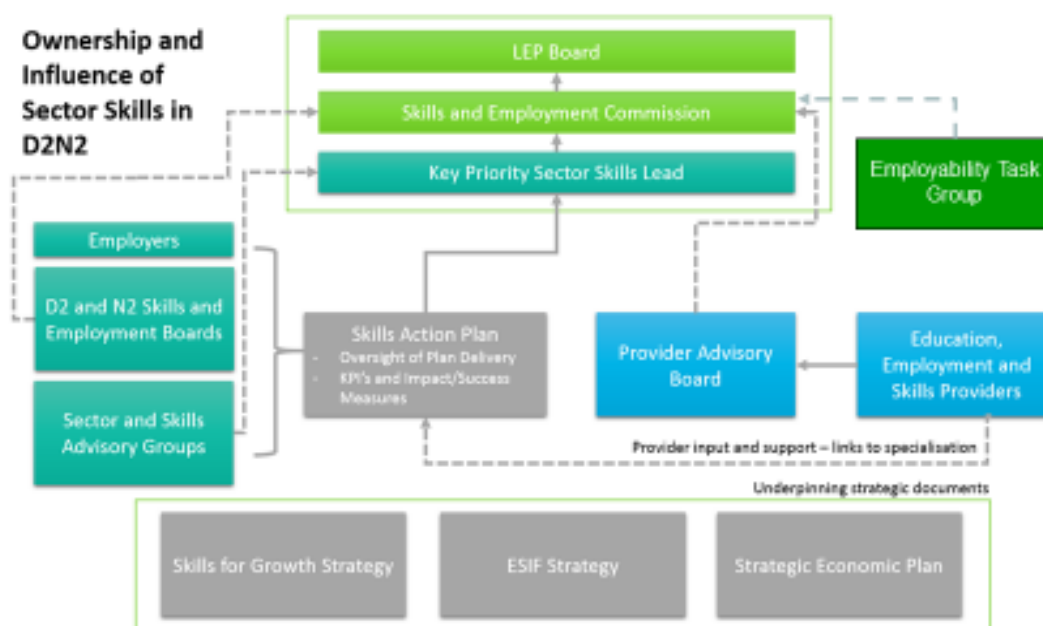 Ownership and
Influence of
Sector Skills in
D2N2
LEP Board
Skills and Employment Commission
Key Priority Sector Skills Lead
Employability Task
Group
Employers
D2 and N2 Skills and
Employment Boards
Sector and Skills
Advisory Groups
Skills Action Plan
- Oversight of Plan Delivery
- KPI's and Impact/Success
Measures
Provider Advisory
Board
Education,
Employment and
Skills Providers
Provider input and support – links to specialisation
Underpinning strategic documents
Skills for Growth Strategy
ESIF Strategy
Strategic Economic Plan